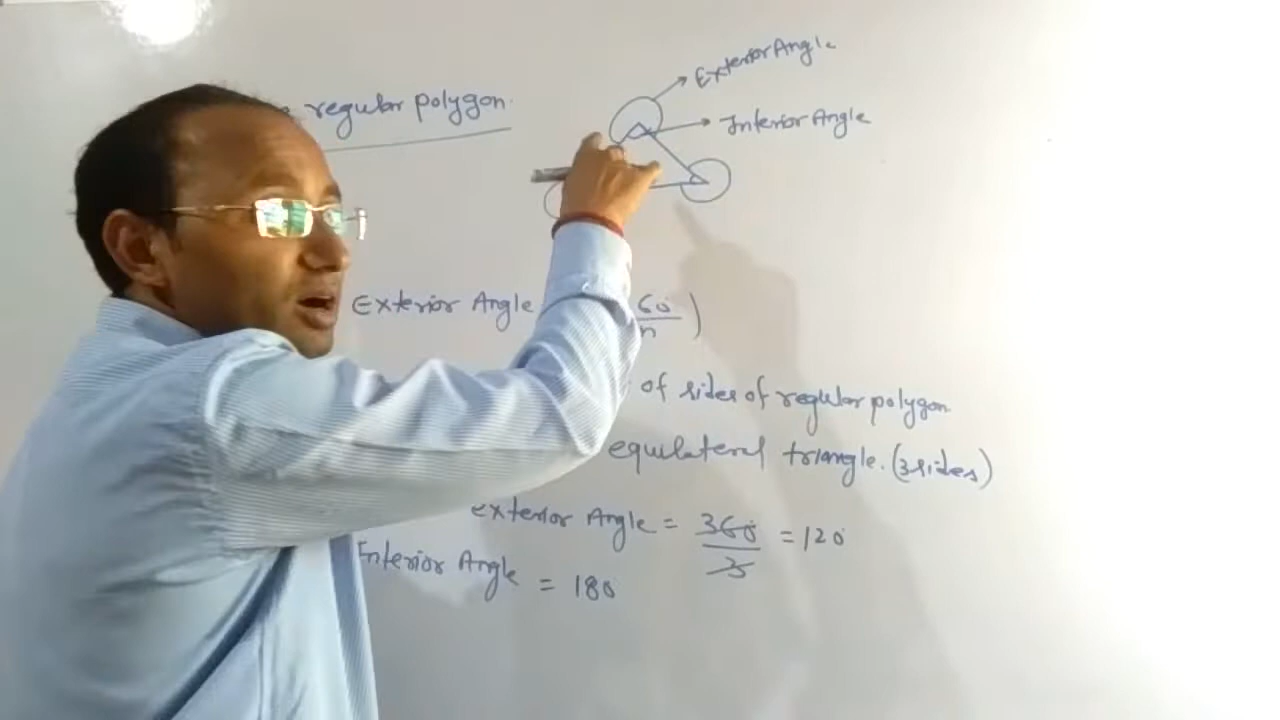 regular polygon.
Exterior Angle
Interior Angle
Exterior Angle 60°/n )
of sides of regular polygon
equilateral triangle. (3 sides)
exterior Angle = 360°/3 = 120°
Interior Angle = 180